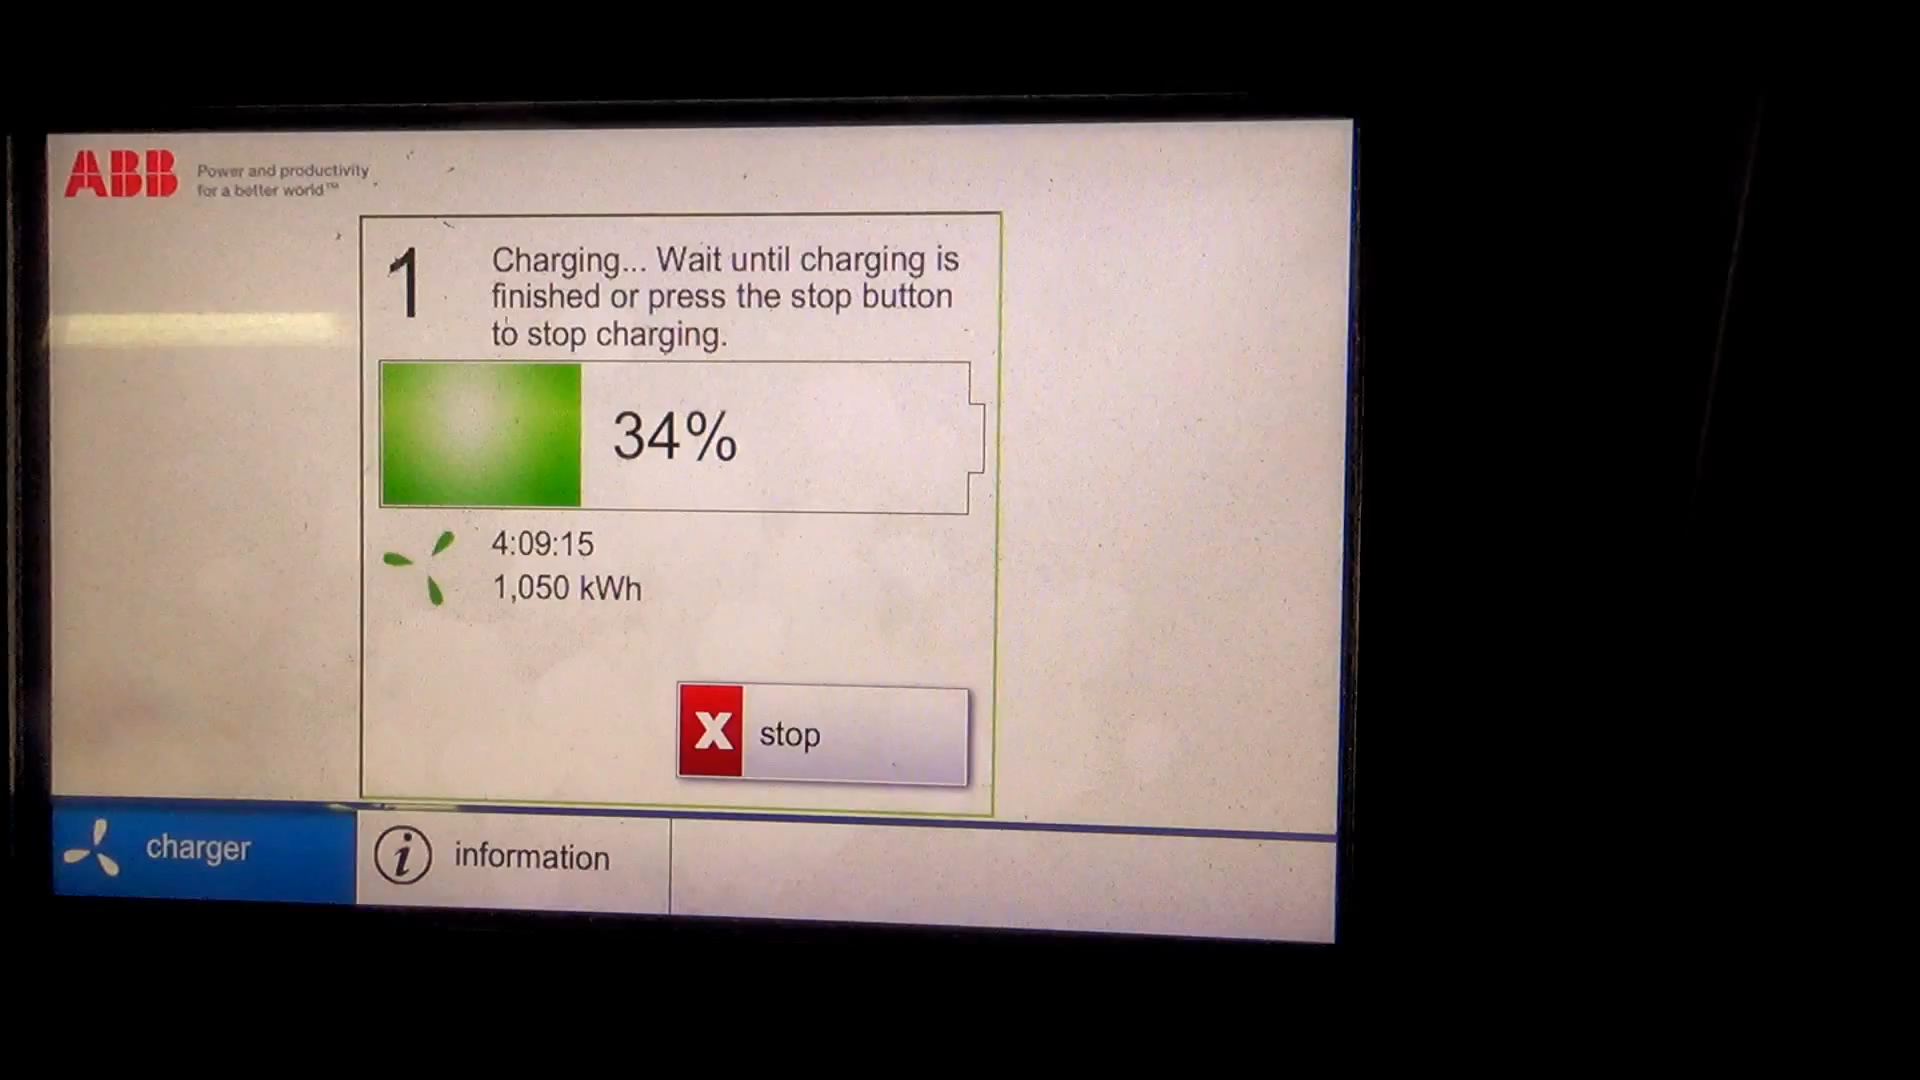 ABB
Power and productivity
for a better world™
1
Charging... Wait until charging is
finished or press the stop button
to stop charging.
34%
4:09:15
1,050 kWh
X stop
charger
i information